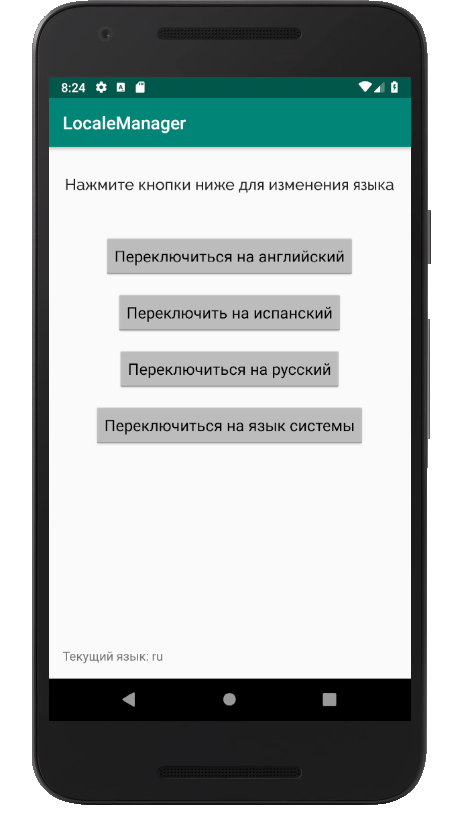 8:24
LocaleManager
Нажмите кнопки ниже для изменения языка
Переключиться на английский
Переключить на испанский
Переключиться на русский
Переключиться на язык системы
Текущий язык: ru